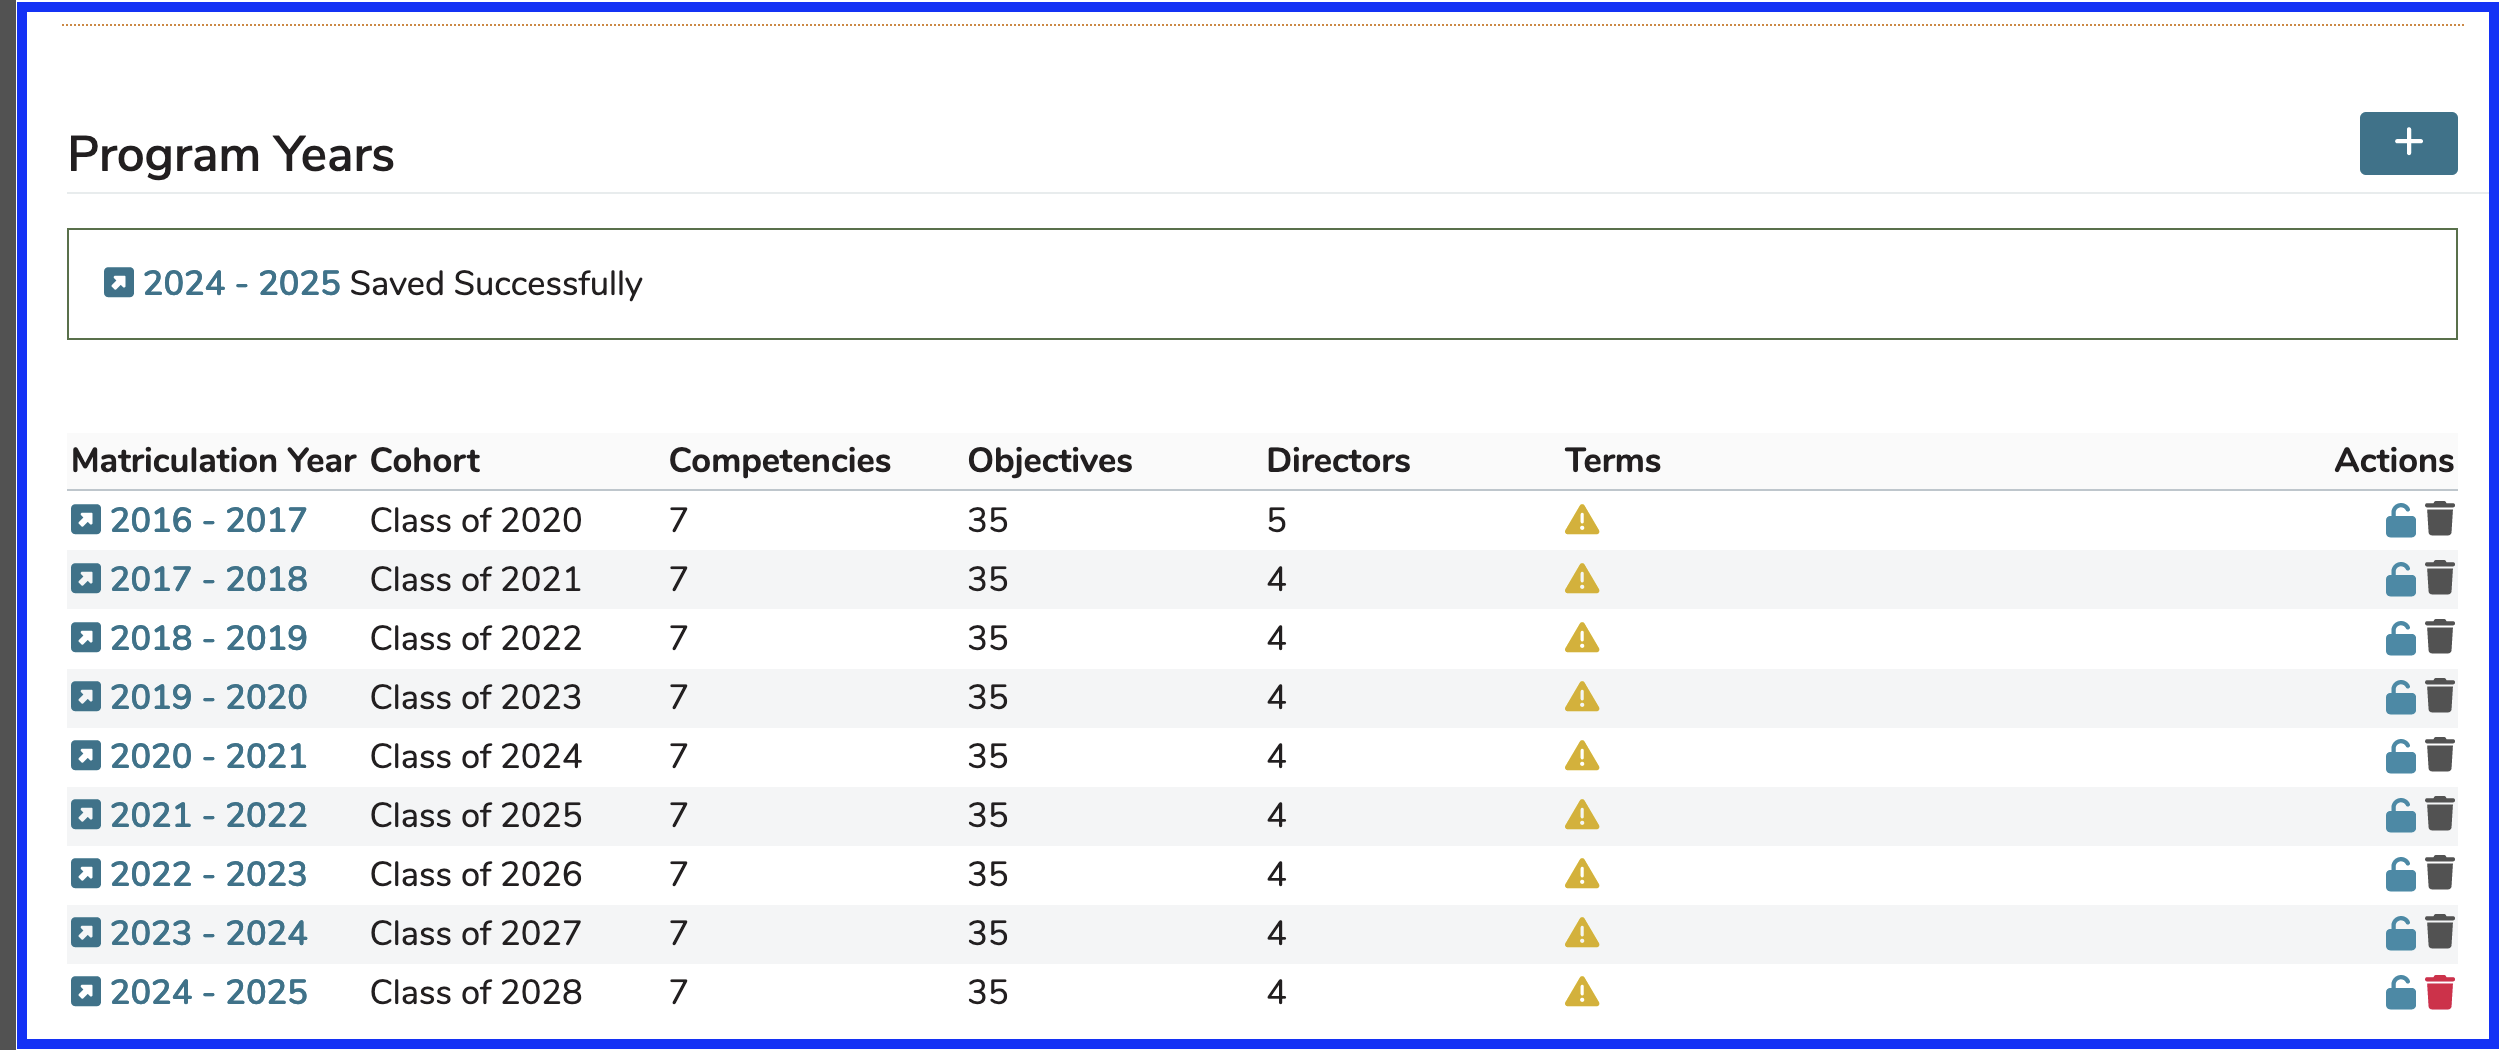 Program Years
+
2024 - 2025 Saved Successfully
Matriculation Year Cohort Competencies Objectives Directors Terms Actions
2016 - 2017 Class of 2020 7 35 5
2017 - 2018 Class of 2021 7 35 4
2018 - 2019 Class of 2022 7 35 4
2019 - 2020 Class of 2023 7 35 4
2020 - 2021 Class of 2024 7 35 4
2021 - 2022 Class of 2025 7 35 4
2022 - 2023 Class of 2026 7 35 4
2023 - 2024 Class of 2027 7 35 4
2024 - 2025 Class of 2028 7 35 4